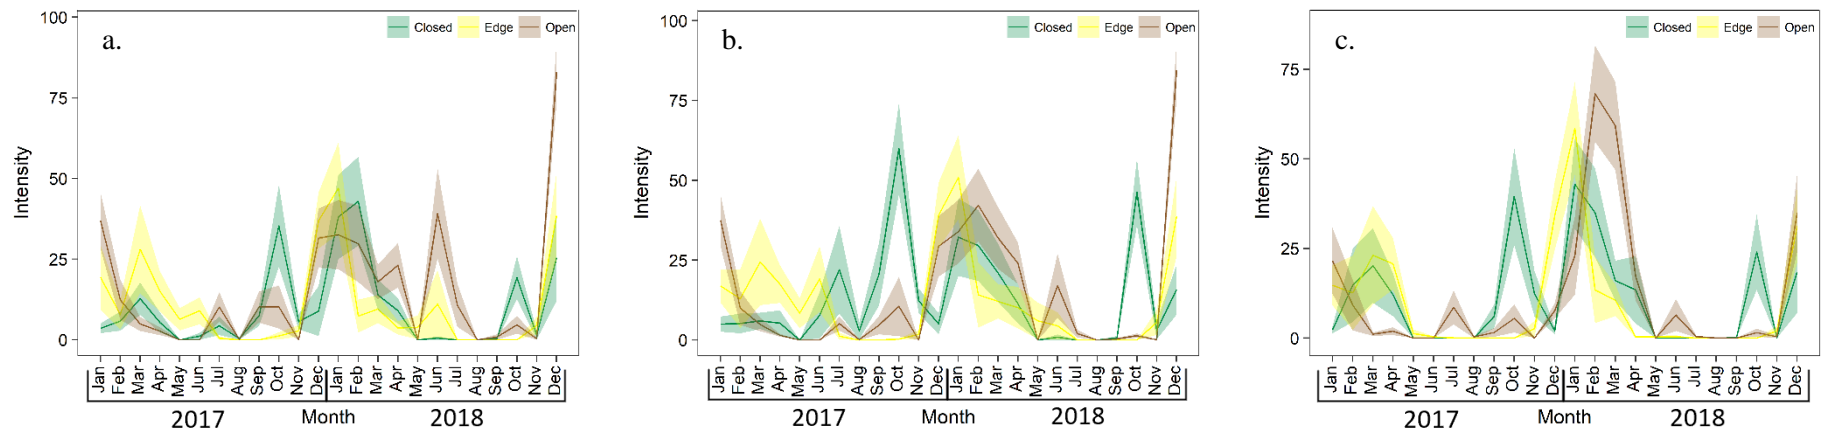 a.
Closed Edge Open
100
75
50
25
0
Intensity
Jan Feb Mar Apr May Jun Jul Aug Sep Oct Nov Dec Jan Feb Mar Apr May Jun Jul Aug Sep Oct Nov Dec
2017 Month 2018
b.
Closed Edge Open
100
75
50
25
0
Intensity
Jan Feb Mar Apr May Jun Jul Aug Sep Oct Nov Dec Jan Feb Mar Apr May Jun Jul Aug Sep Oct Nov Dec
2017 Month 2018
c.
Closed Edge Open
75
50
25
0
Intensity
Jan Feb Mar Apr May Jun Jul Aug Sep Oct Nov Dec Jan Feb Mar Apr May Jun Jul Aug Sep Oct Nov Dec
2017 Month 2018